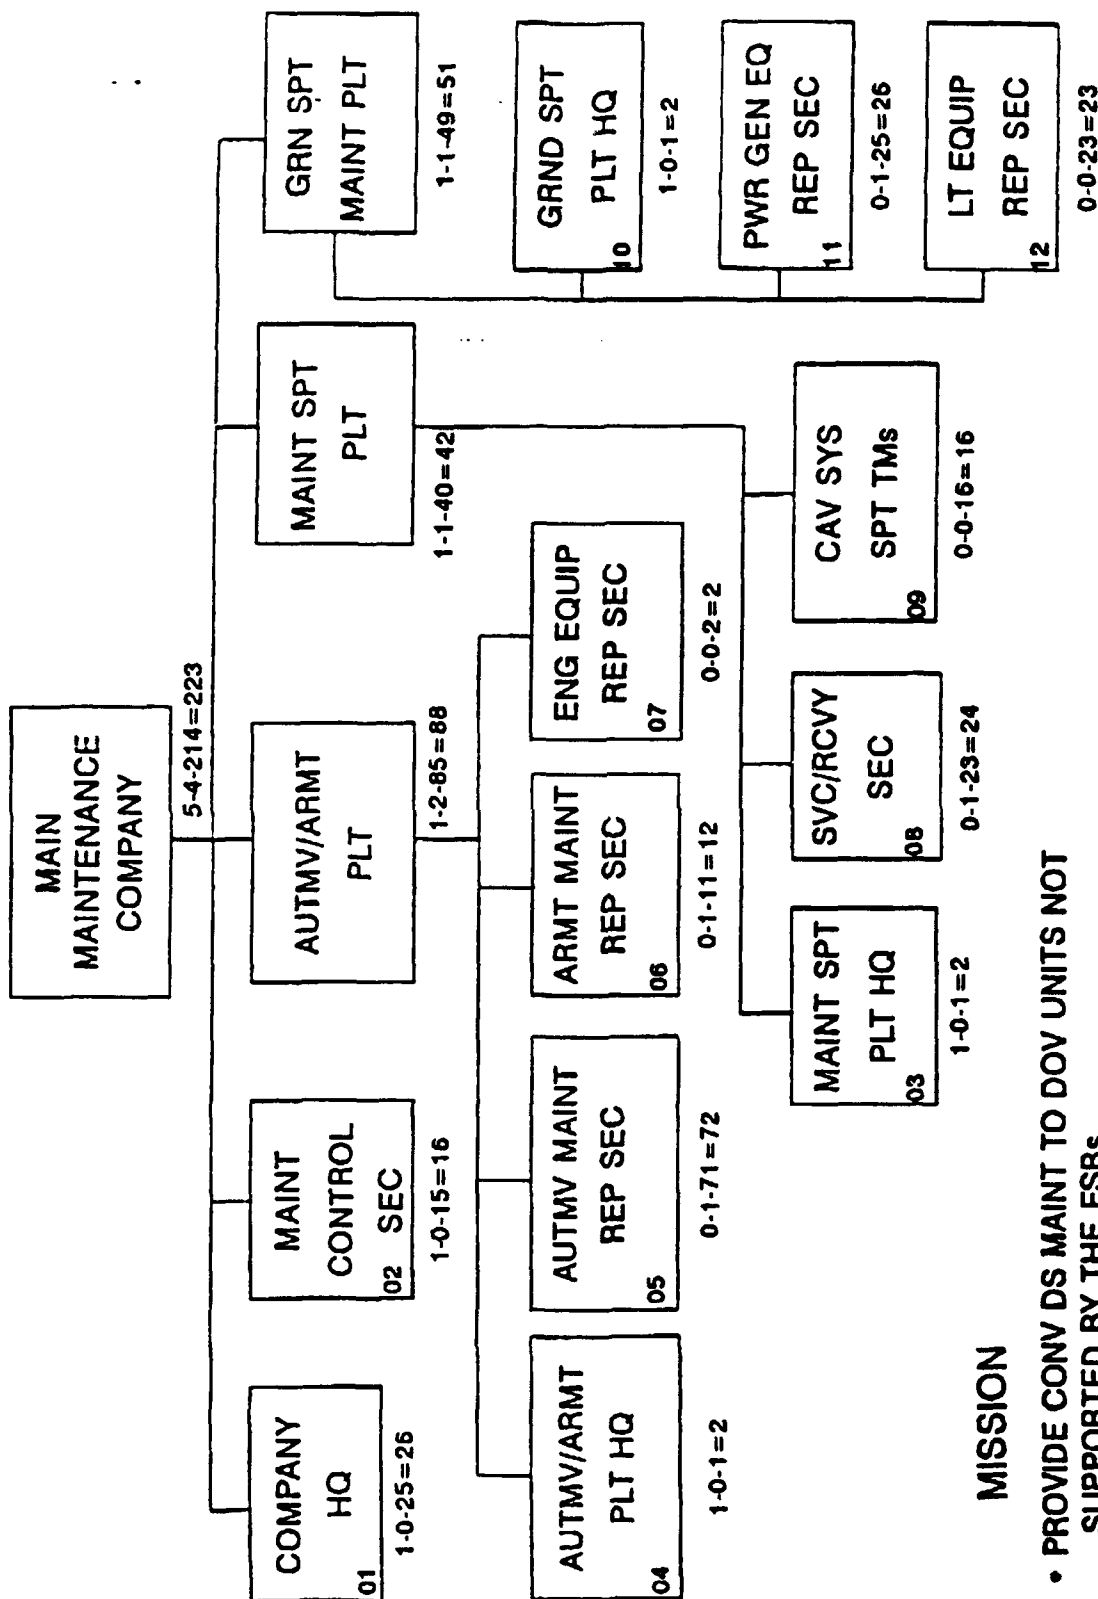 MAIN
MAINTENANCE
COMPANY
5-4-214=223
COMPANY
HQ
01
1-0-25=26
MAINT
CONTROL
SEC
02
1-0-15=16
AUTMV/ARMT
PLT
1-2-85=88
MAINT SPT
PLT
1-1-40=42
GRN SPT
MAINT PLT
1-1-49=51
AUTMV/ARMT
PLT HQ
04
1-0-1=2
AUTMV MAINT
REP SEC
05
0-1-71=72
ARMT MAINT
REP SEC
06
0-1-11=12
ENG EQUIP
REP SEC
07
0-0-2=2
GRND SPT
PLT HQ
10
1-0-1=2
PWR GEN EQ
REP SEC
11
0-1-25=26
LT EQUIP
REP SEC
12
0-0-23=23
MAINT SPT
PLT HQ
03
1-0-1=2
SVC/RCVY
SEC
08
0-1-23=24
CAV SYS
SPT TMs
09
0-0-16=16
MISSION
• PROVIDE CONV DS MAINT TO DOV UNITS NOT
SUPPORTED BY THE FSBs